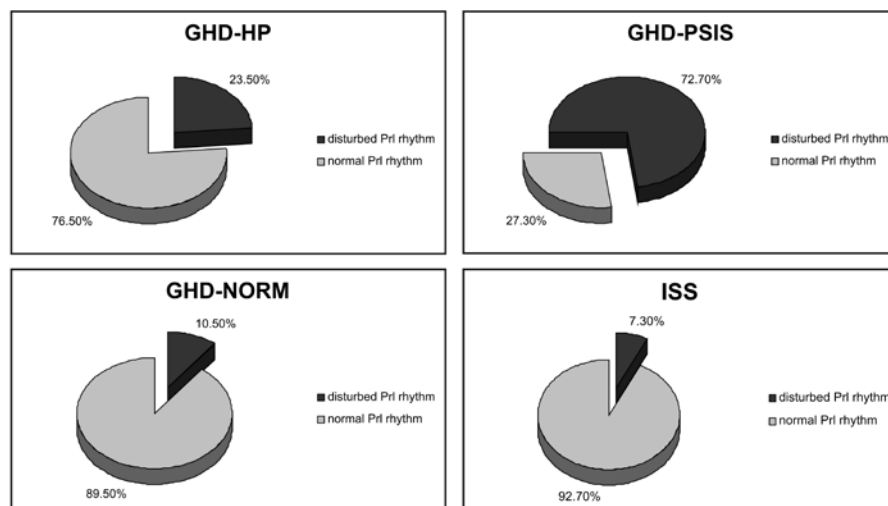 GHD-HP
23.50%
disturbed Prl rhythm
normal Prl rhythm
76.50%
GHD-PSIS
72.70%
disturbed Prl rhythm
normal Prl rhythm
27.30%
GHD-NORM
10.50%
disturbed Prl rhythm
normal Prl rhythm
89.50%
ISS
7.30%
disturbed Prl rhythm
normal Prl rhythm
92.70%